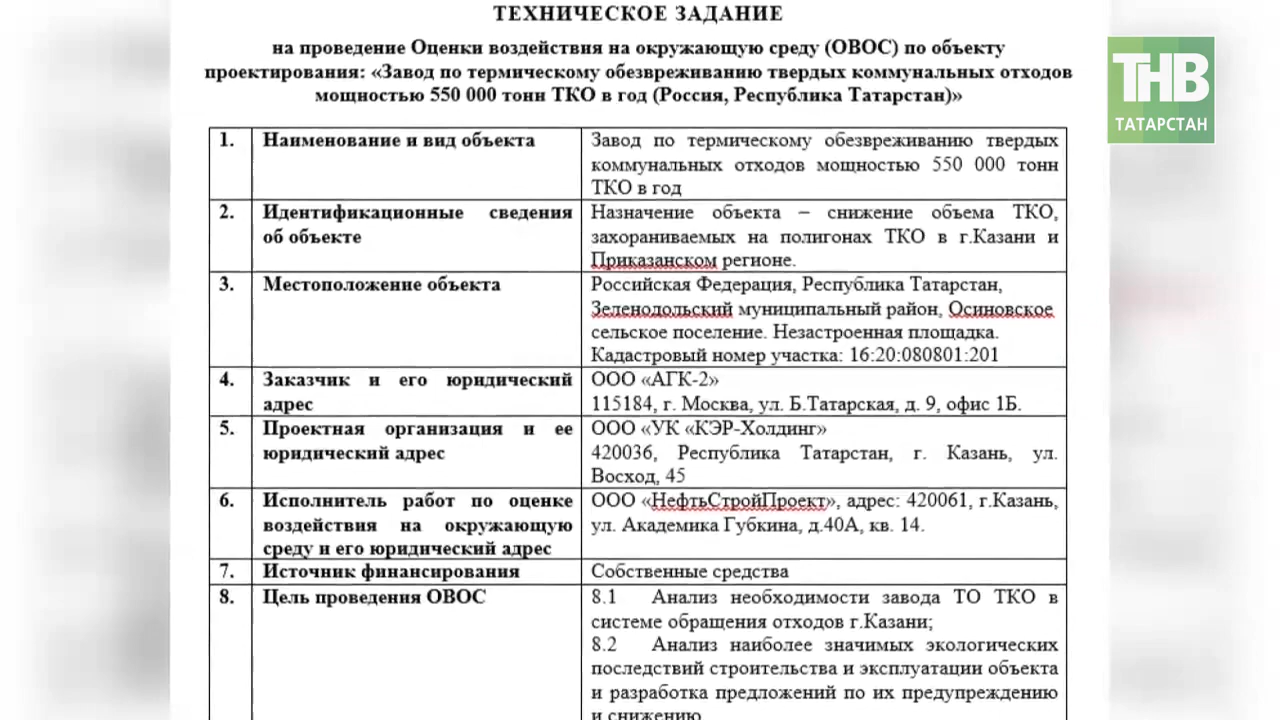 ТЕХНИЧЕСКОЕ ЗАДАНИЕ
на проведение Оценки воздействия на окружающую среду (ОВОС) по объекту
проектирования: «Завод по термическому обезвреживанию твердых коммунальных отходов
мощностью 550 000 тонн ТКО в год (Россия, Республика Татарстан)»
ТНВ
ТАТАРСТАН
1. Наименование и вид объекта
Завод по термическому обезвреживанию твердых
коммунальных отходов мощностью 550 000 тонн
ТКО в год
2. Идентификационные сведения
об объекте
Назначение объекта – снижение объема ТКО,
захораниваемых на полигонах ТКО в г.Казани и
Приказанском регионе.
3. Местоположение объекта
Российская Федерация, Республика Татарстан,
Зеленодольский муниципальный район, Осиновское
сельское поселение. Незастроенная площадка.
Кадастровый номер участка: 16:20:080801:201
4. Заказчик и его юридический
адрес
ООО «АГК-2»
115184, г. Москва, ул. Б.Татарская, д. 9, офис 1Б.
5. Проектная организация и ее
юридический адрес
ООО «УК «КЭР-Холдинг»
420036, Республика Татарстан, г. Казань, ул.
Восход, 45
6. Исполнитель работ по оценке
воздействия на окружающую
среду и его юридический адрес
ООО «НефтьСтройПроект», адрес: 420061, г.Казань,
ул. Академика Губкина, д.40А, кв. 14.
7. Источник финансирования
Собственные средства
8. Цель проведения ОВОС
8.1 Анализ необходимости завода ТО ТКО в
системе обращения отходов г.Казани;
8.2 Анализ наиболее значимых экологических
последствий строительства и эксплуатации объекта
и разработка предложений по их предупреждению
и снижению